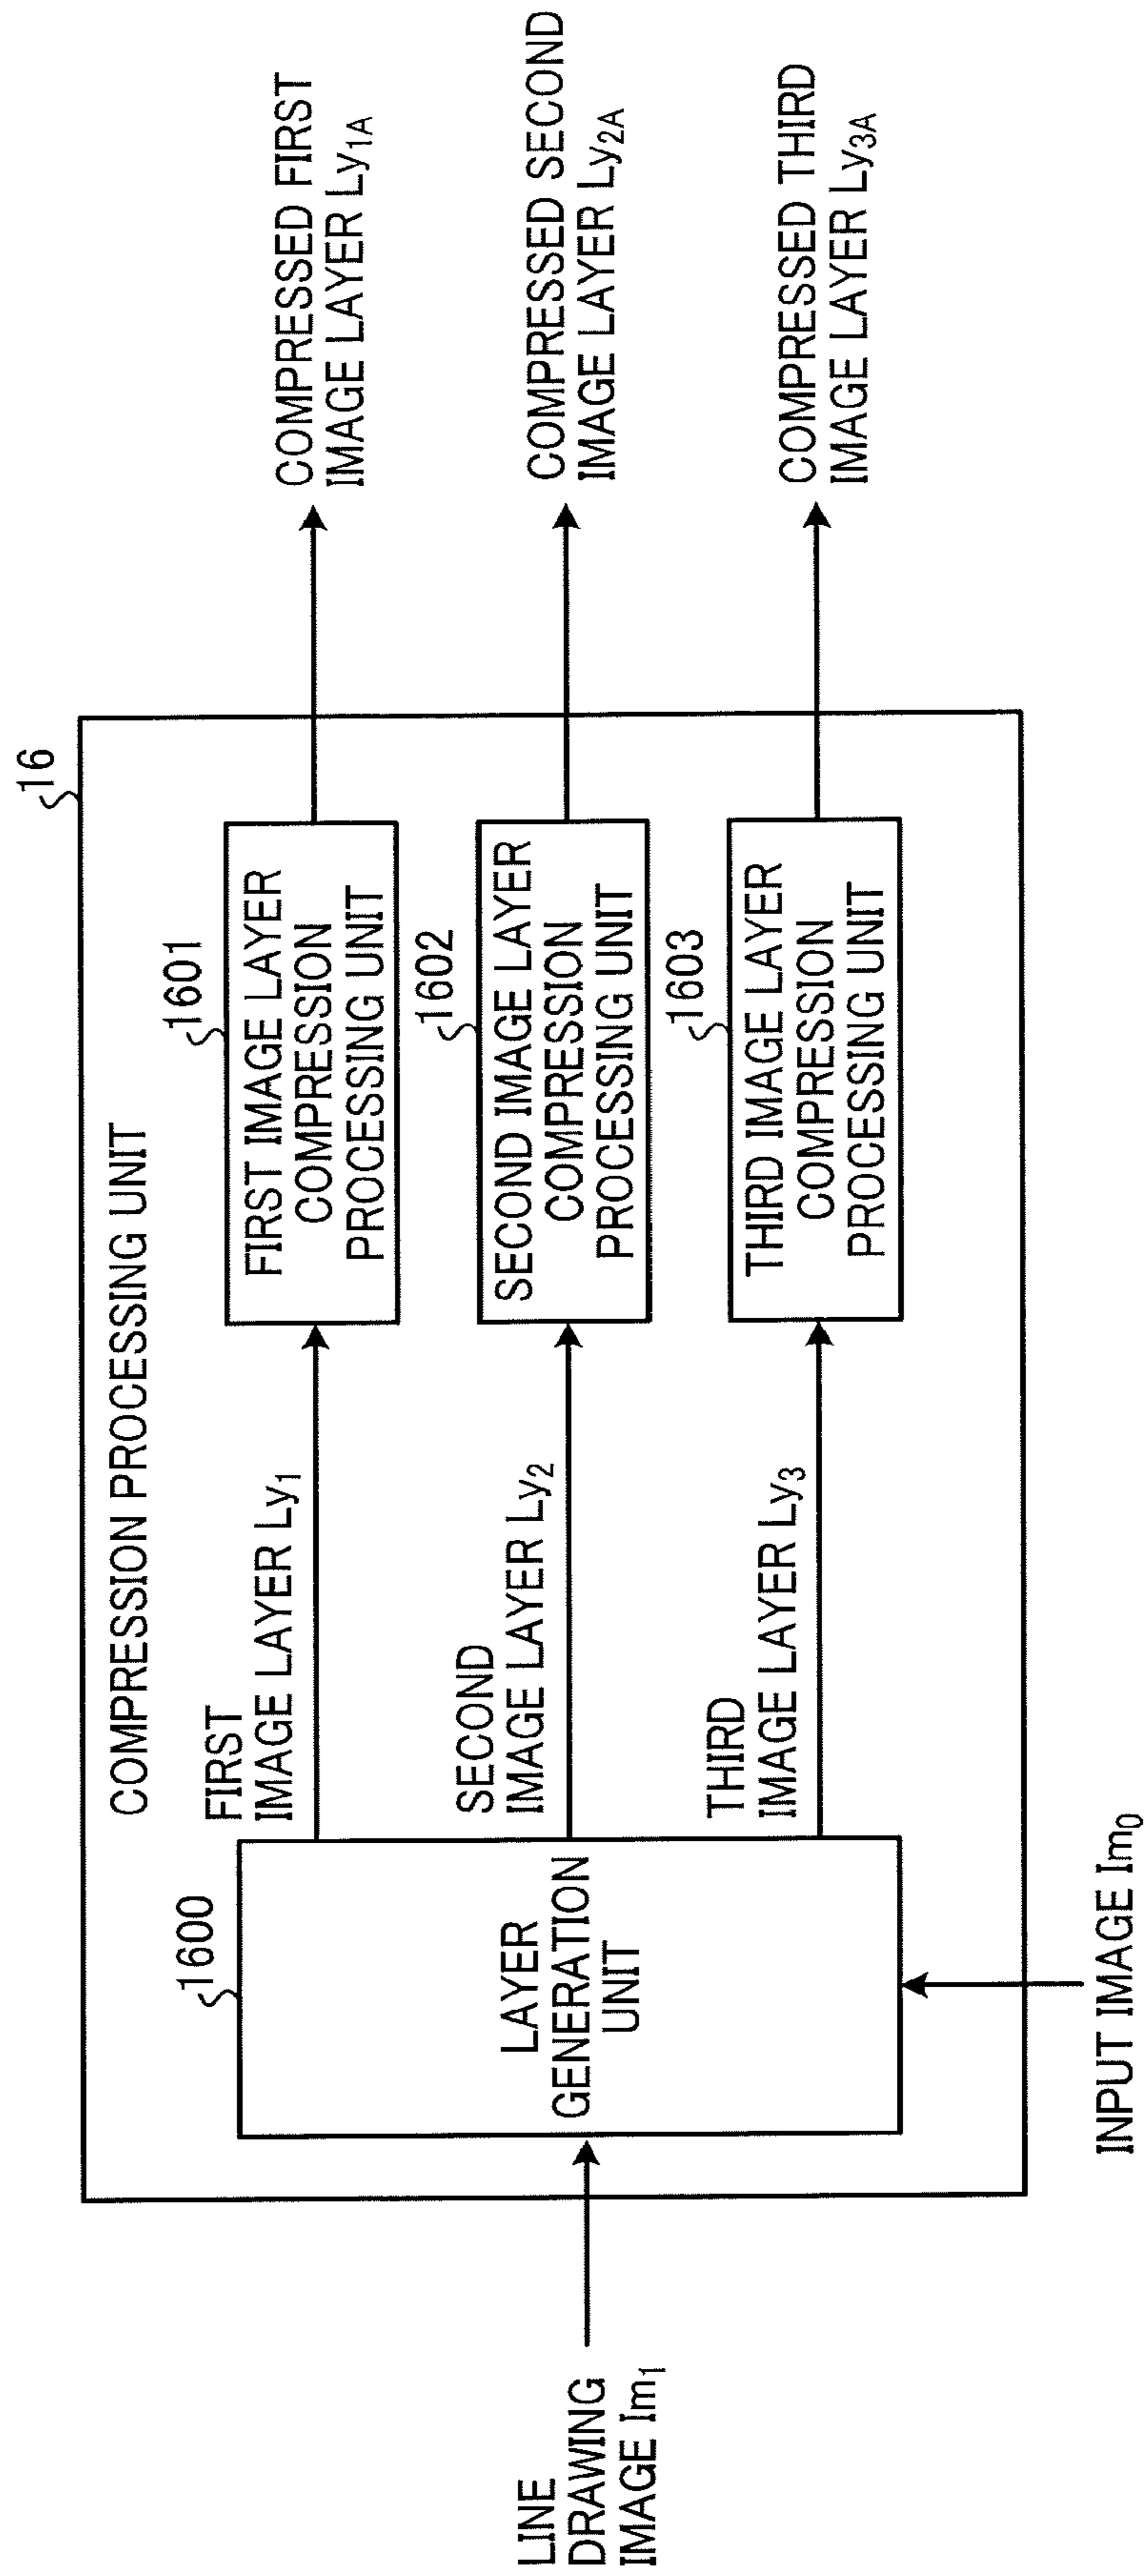 16
COMPRESSION PROCESSING UNIT
LINE
DRAWING
IMAGE Im₁
INPUT IMAGE Im₀
1600
LAYER
GENERATION
UNIT
FIRST
IMAGE LAYER Ly₁
1601
FIRST IMAGE LAYER
COMPRESSION
PROCESSING UNIT
COMPRESSED FIRST
IMAGE LAYER Ly₁A
SECOND
IMAGE LAYER Ly₂
1602
SECOND IMAGE LAYER
COMPRESSION
PROCESSING UNIT
COMPRESSED SECOND
IMAGE LAYER Ly₂A
THIRD
IMAGE LAYER Ly₃
1603
THIRD IMAGE LAYER
COMPRESSION
PROCESSING UNIT
COMPRESSED THIRD
IMAGE LAYER Ly₃A